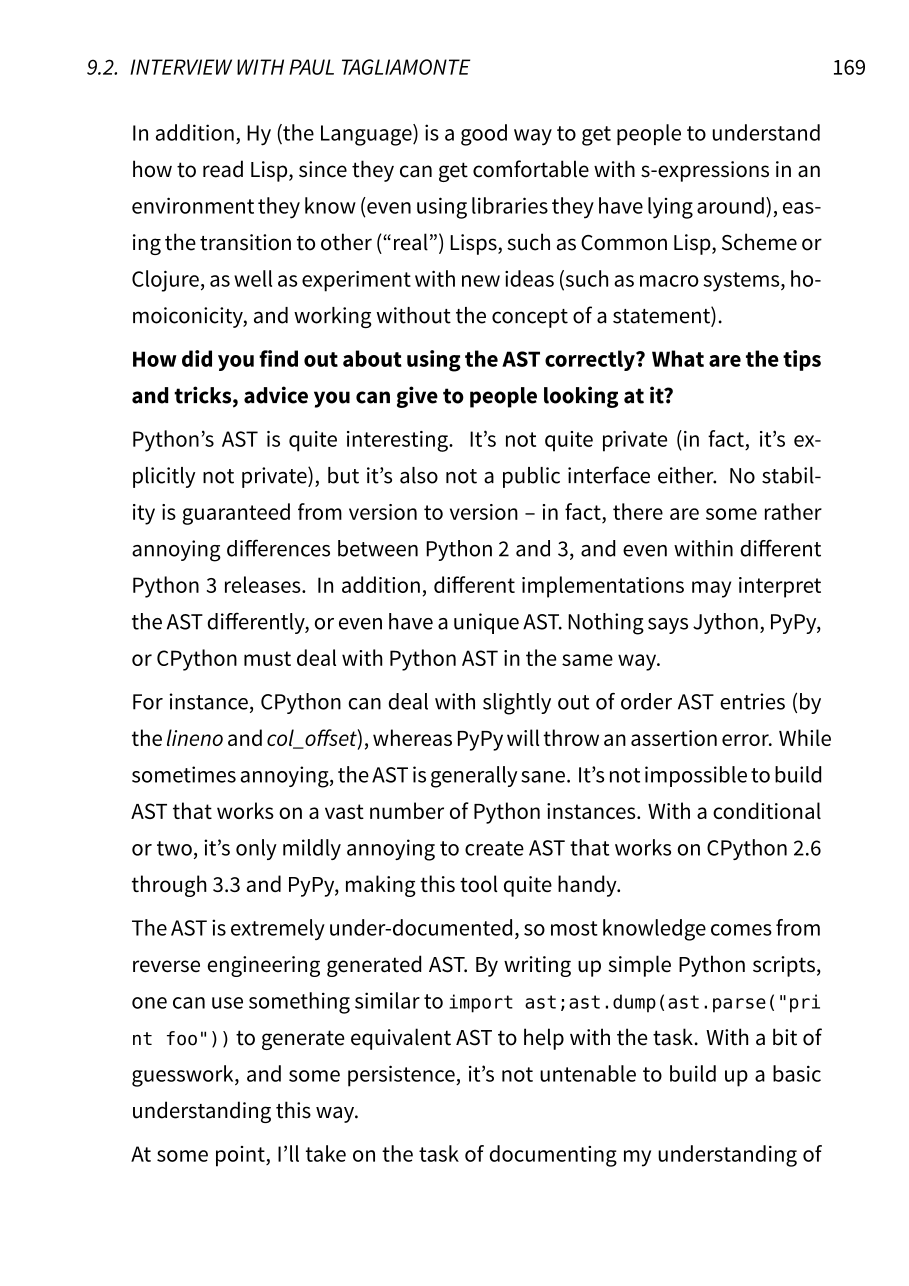 9.2. INTERVIEW WITH PAUL TAGLIAMONTE 169
In addition, Hy (the Language) is a good way to get people to understand
how to read Lisp, since they can get comfortable with s-expressions in an
environment they know (even using libraries they have lying around), eas-
ing the transition to other (“real”) Lisps, such as Common Lisp, Scheme or
Clojure, as well as experiment with new ideas (such as macro systems, ho-
moiconicity, and working without the concept of a statement).
How did you find out about using the AST correctly? What are the tips
and tricks, advice you can give to people looking at it?
Python’s AST is quite interesting. It’s not quite private (in fact, it’s ex-
plicitly not private), but it’s also not a public interface either. No stabil-
ity is guaranteed from version to version – in fact, there are some rather
annoying differences between Python 2 and 3, and even within different
Python 3 releases. In addition, different implementations may interpret
the AST differently, or even have a unique AST. Nothing says Jython, PyPy,
or CPython must deal with Python AST in the same way.
For instance, CPython can deal with slightly out of order AST entries (by
the lineno and col_offset), whereas PyPy will throw an assertion error. While
sometimes annoying, the AST is generally sane. It’s not impossible to build
AST that works on a vast number of Python instances. With a conditional
or two, it’s only mildly annoying to create AST that works on CPython 2.6
through 3.3 and PyPy, making this tool quite handy.
The AST is extremely under-documented, so most knowledge comes from
reverse engineering generated AST. By writing up simple Python scripts,
one can use something similar to import ast;ast.dump(ast.parse("pri
nt foo")) to generate equivalent AST to help with the task. With a bit of
guesswork, and some persistence, it’s not untenable to build up a basic
understanding this way.
At some point, I’ll take on the task of documenting my understanding of